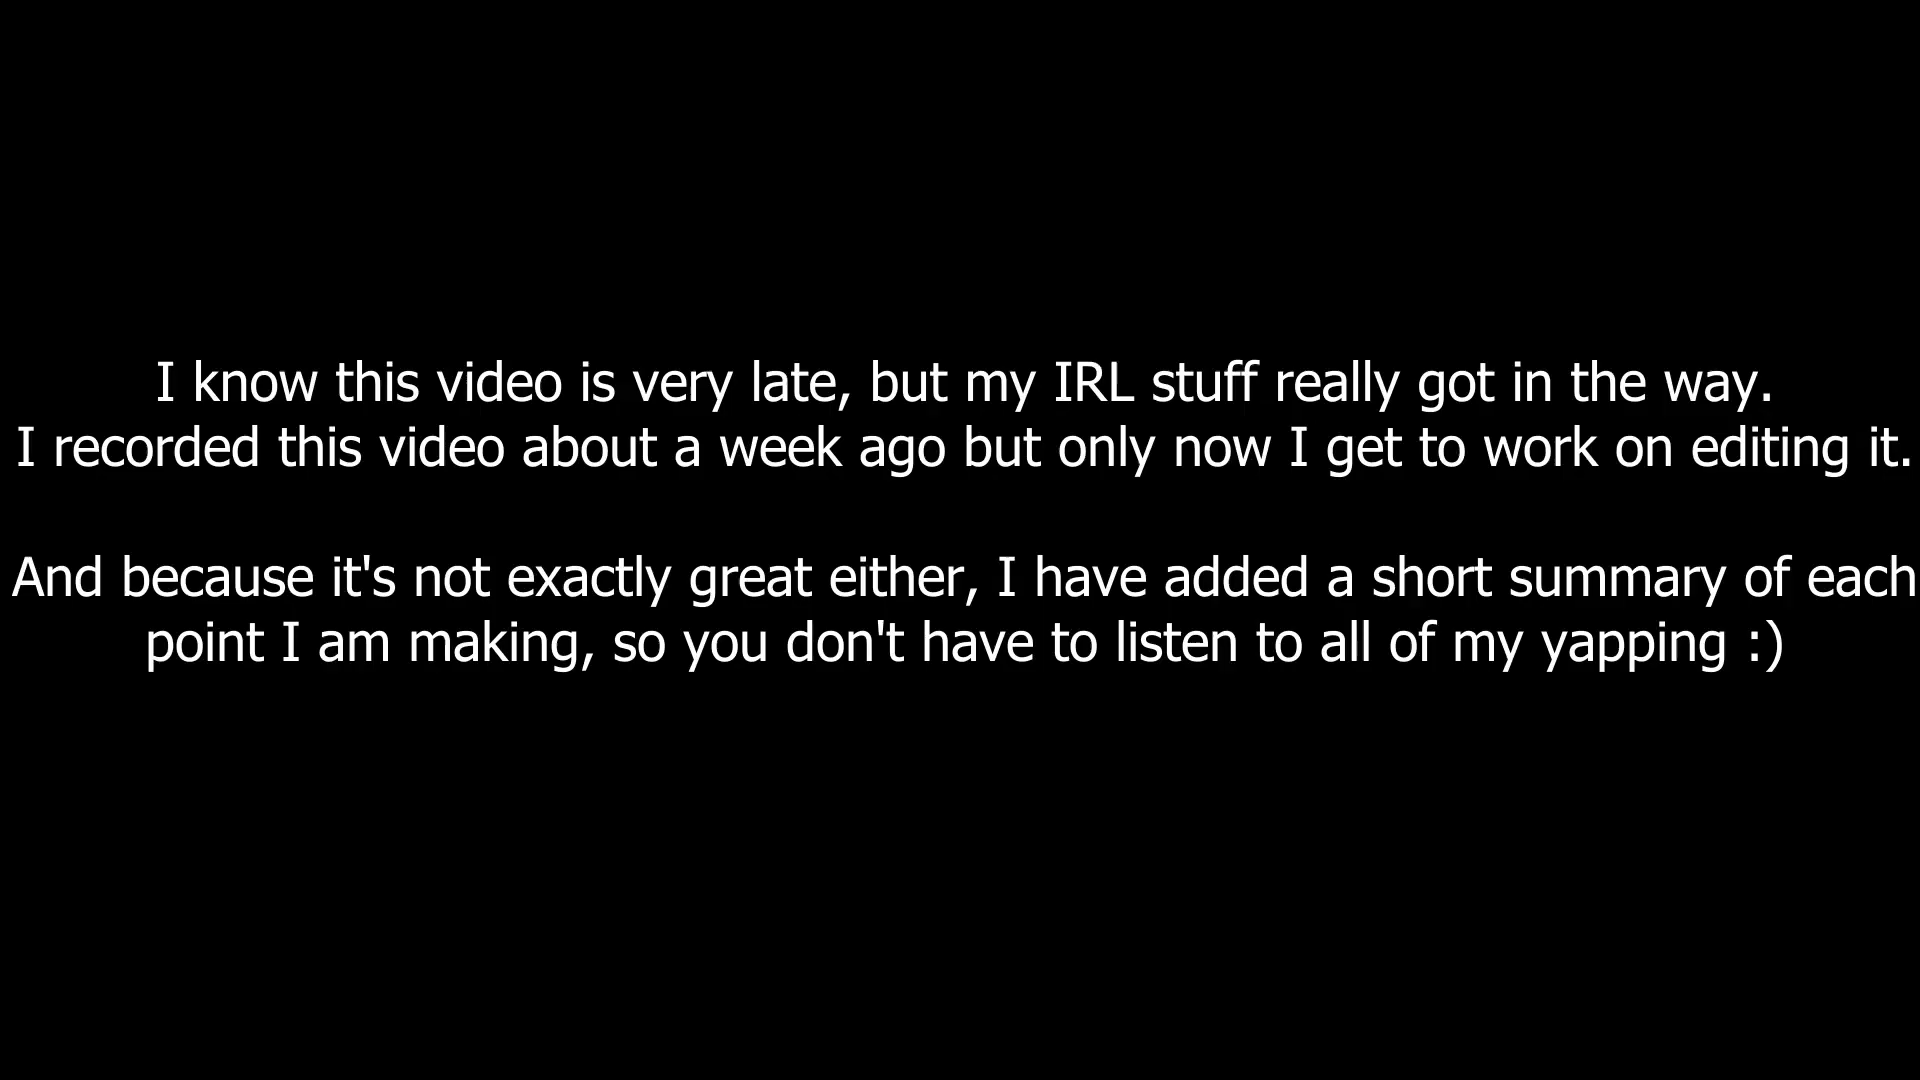 I know this video is very late, but my IRL stuff really got in the way.
I recorded this video about a week ago but only now I get to work on editing it.
And because it's not exactly great either, I have added a short summary of each
point I am making, so you don't have to listen to all of my yapping :)